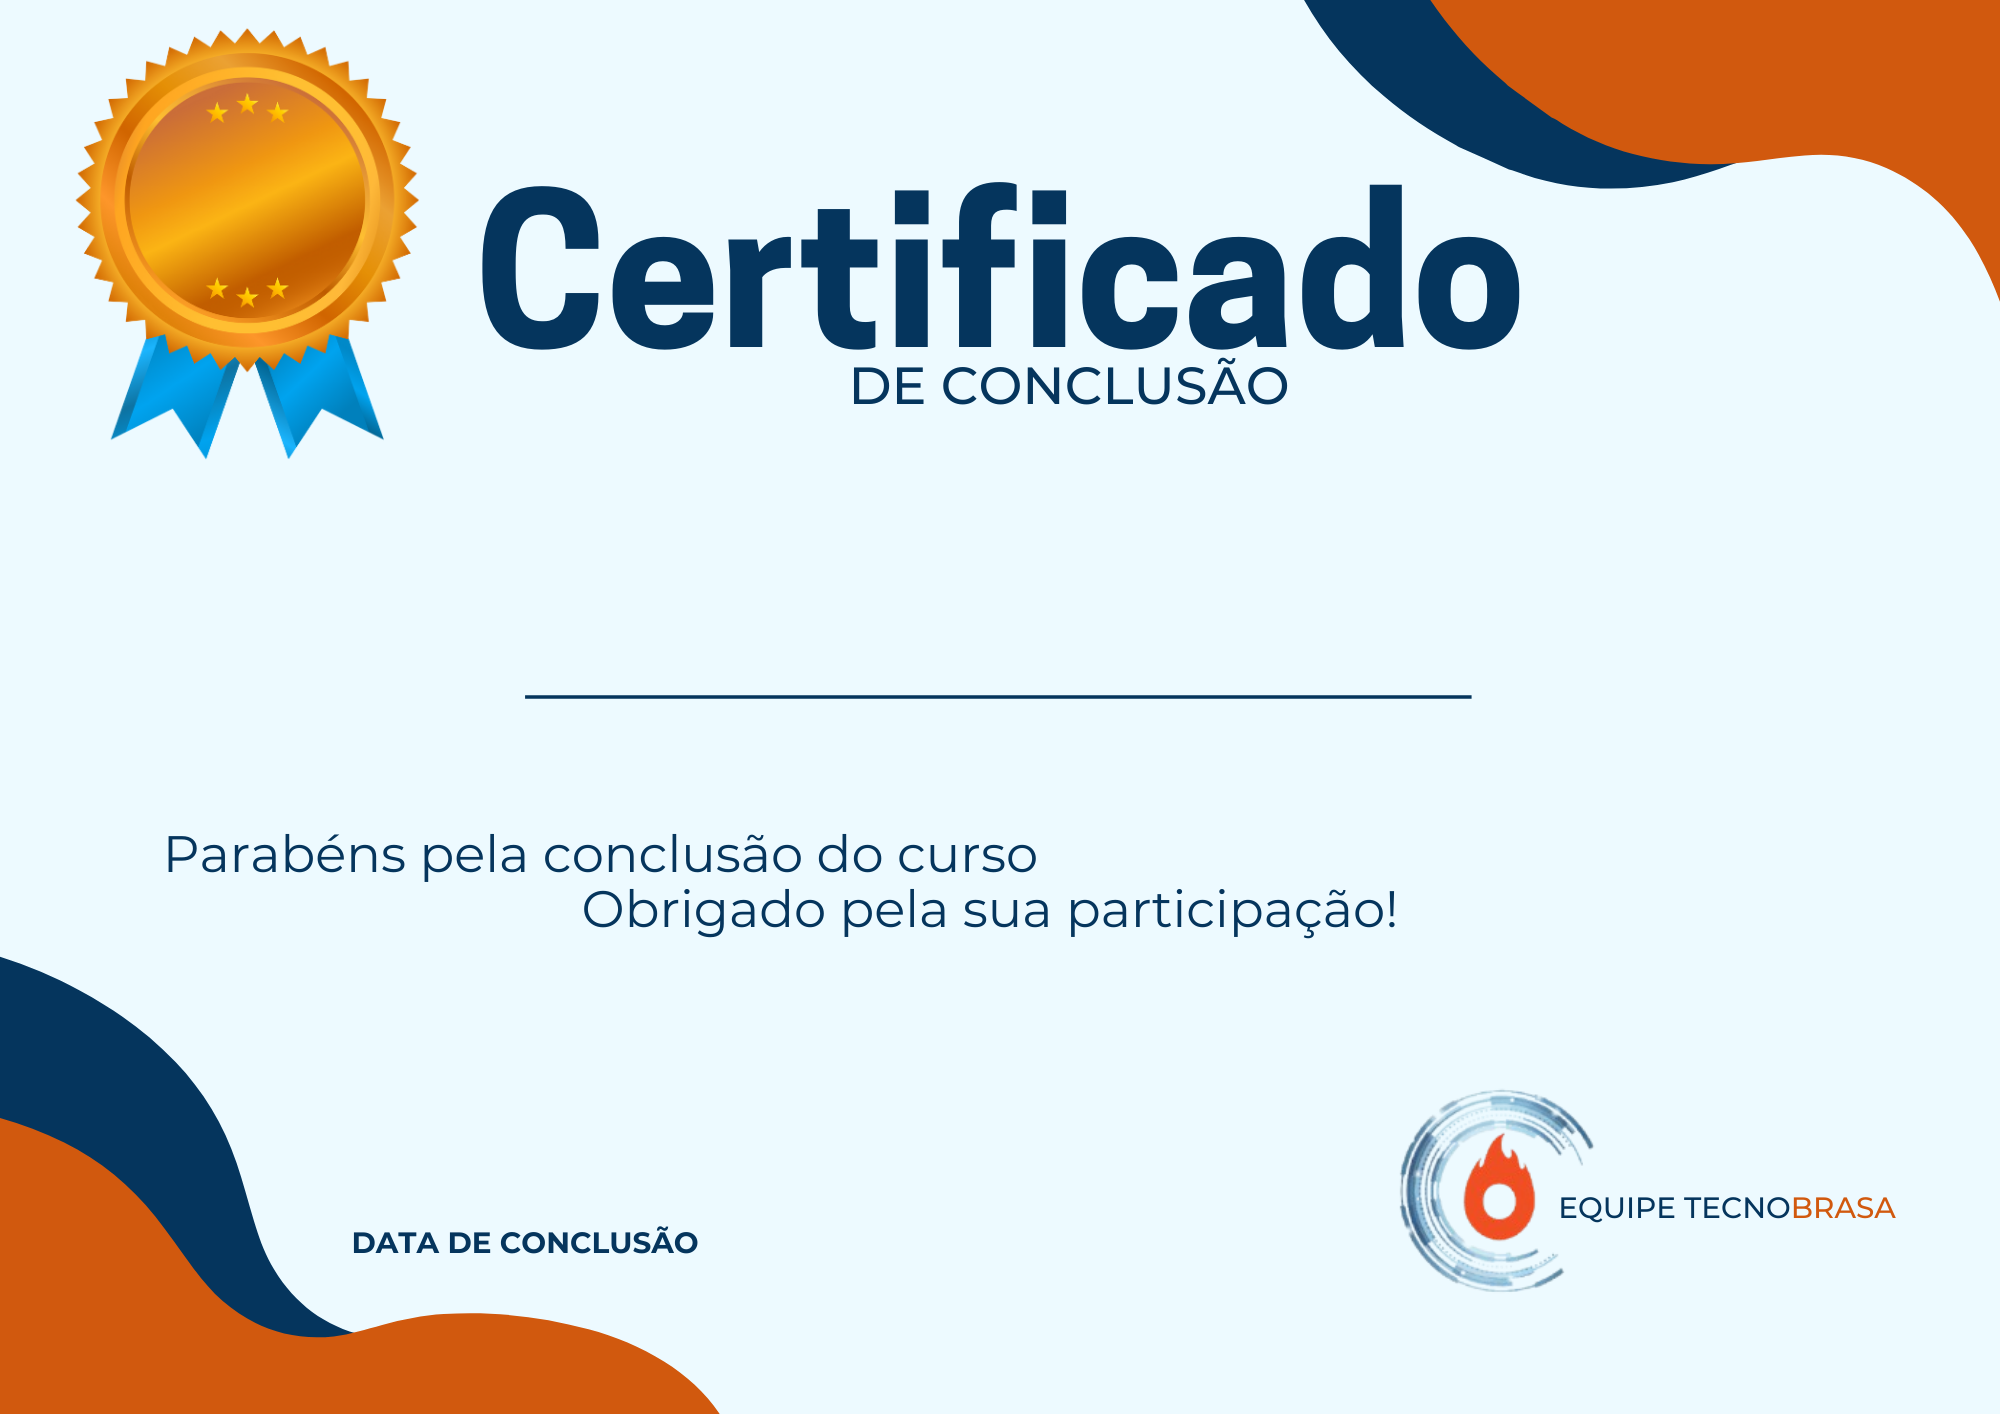 Certificado
DE CONCLUSÃO
Parabéns pela conclusão do curso
Obrigado pela sua participação!
EQUIPE TECNOBRASA
DATA DE CONCLUSÃO